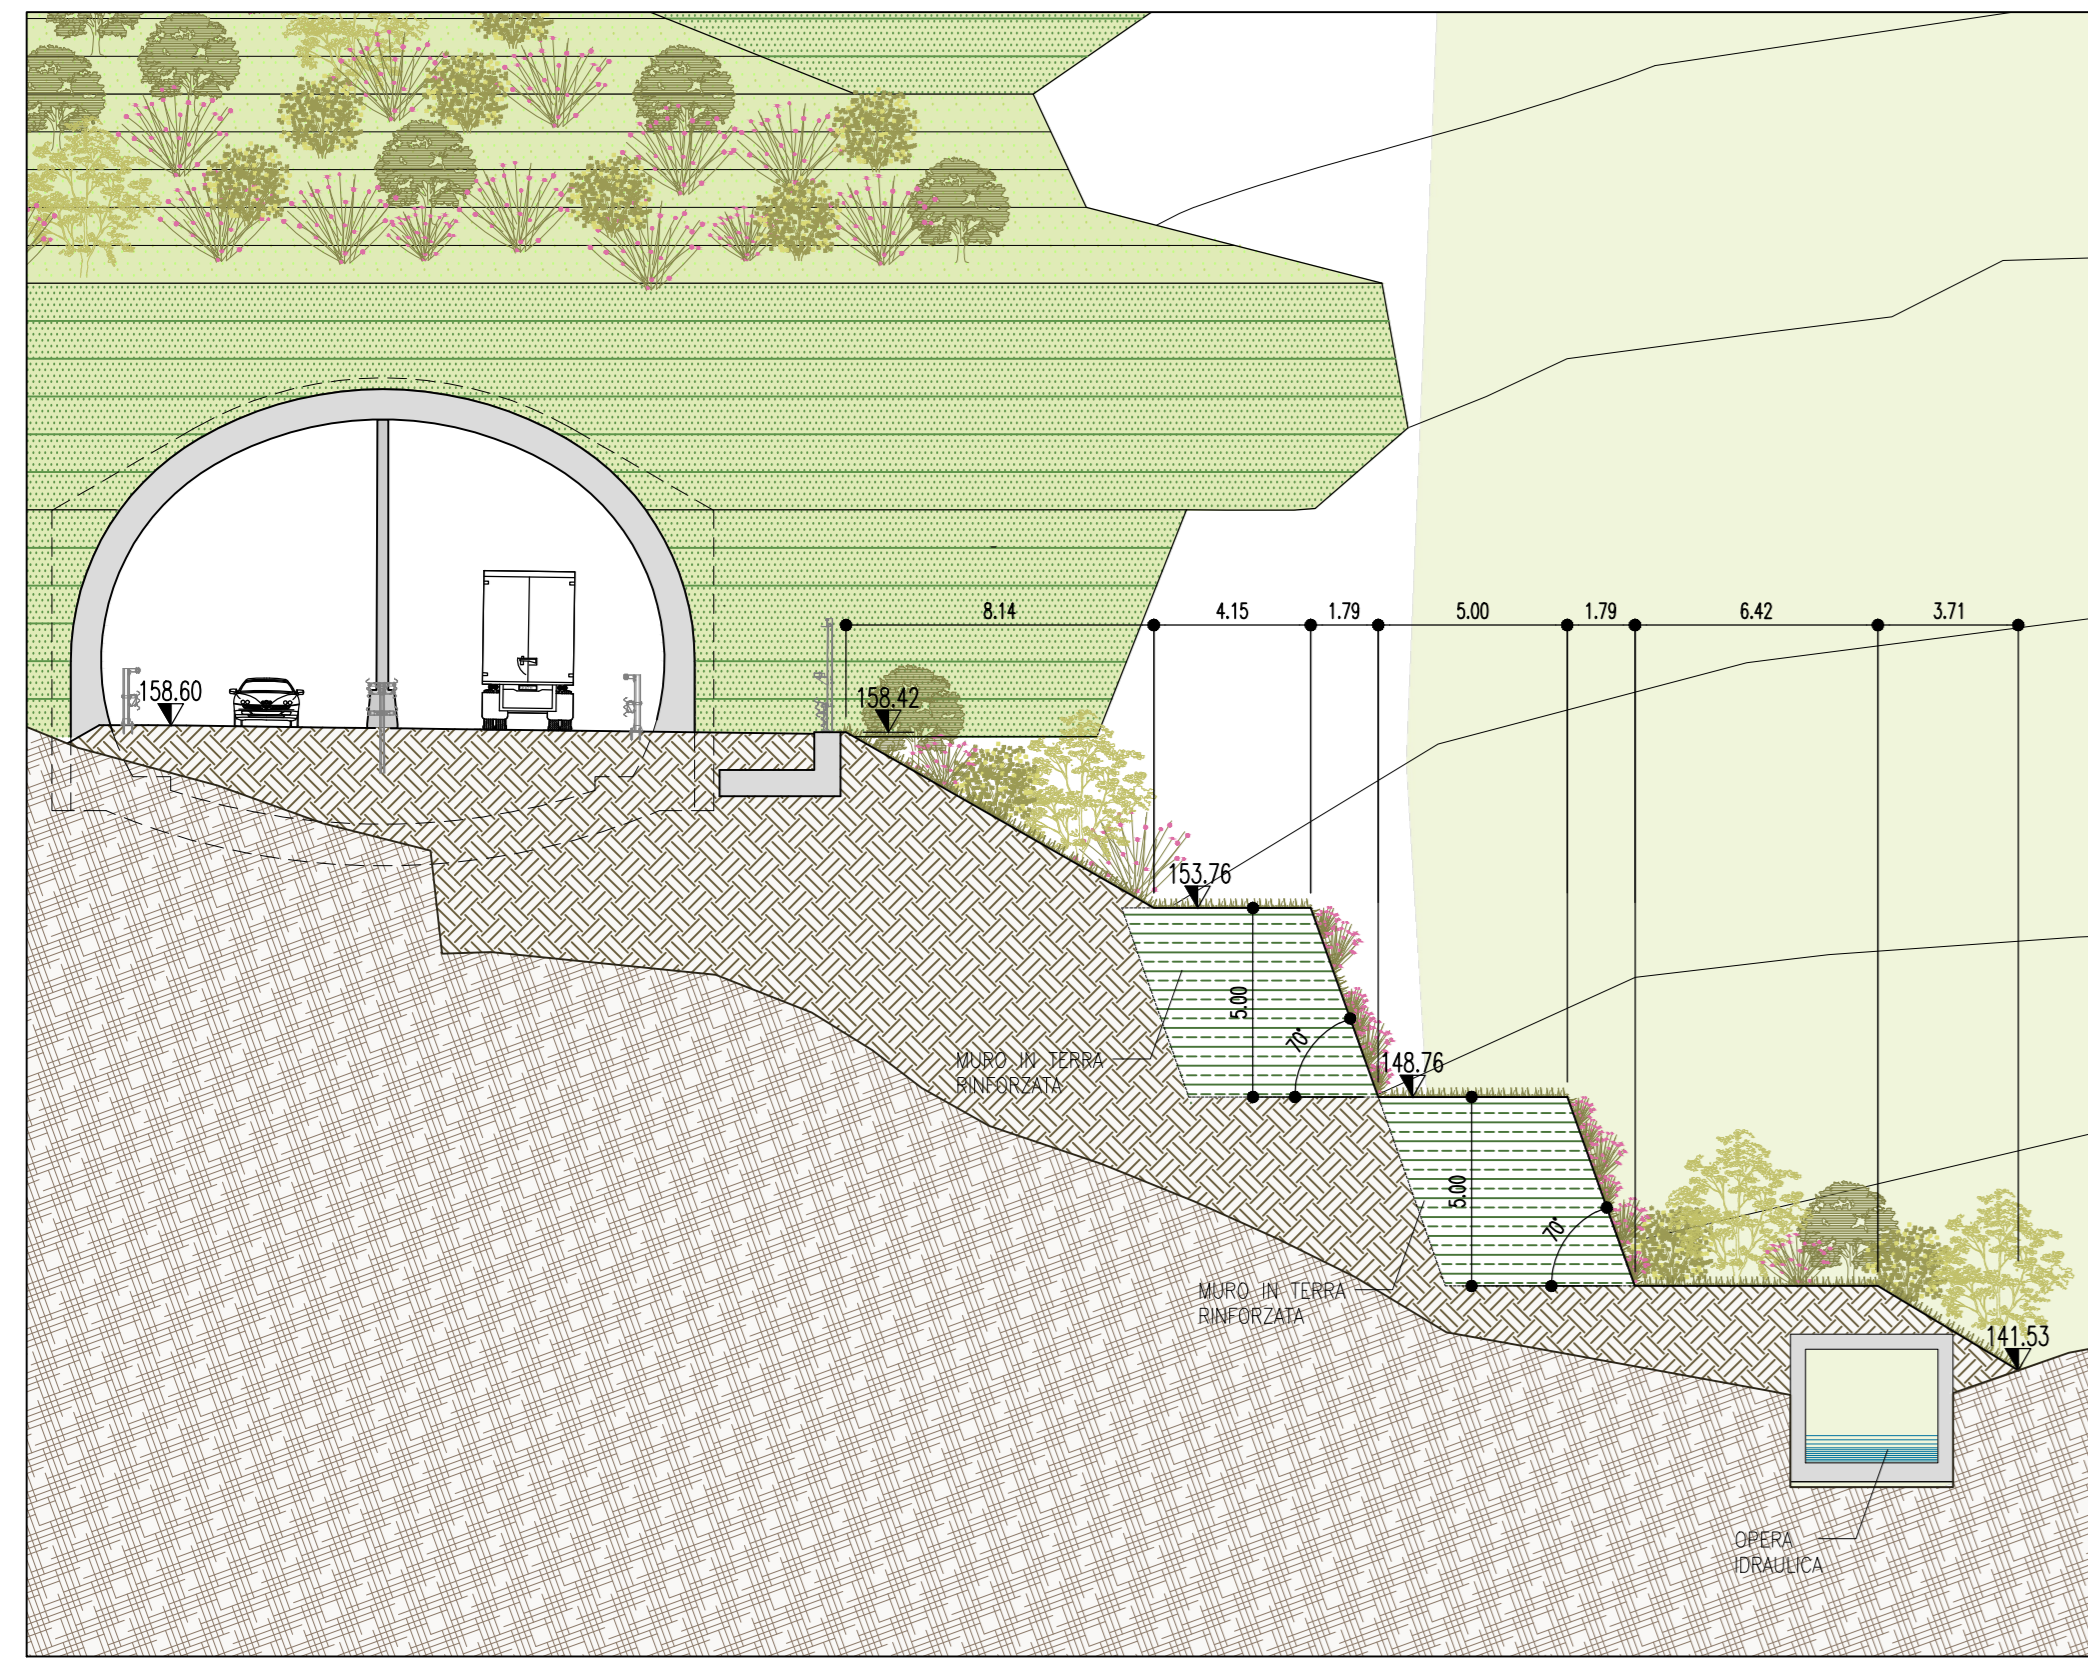 8.14 4.15 1.79 5.00 1.79 6.42 3.71
158.60
158.42
153.76
5.00
70°
MURO IN TERRA
RINFORZATA
148.76
5.00
70°
MURO IN TERRA
RINFORZATA
141.53
OPERA
IDRAULICA